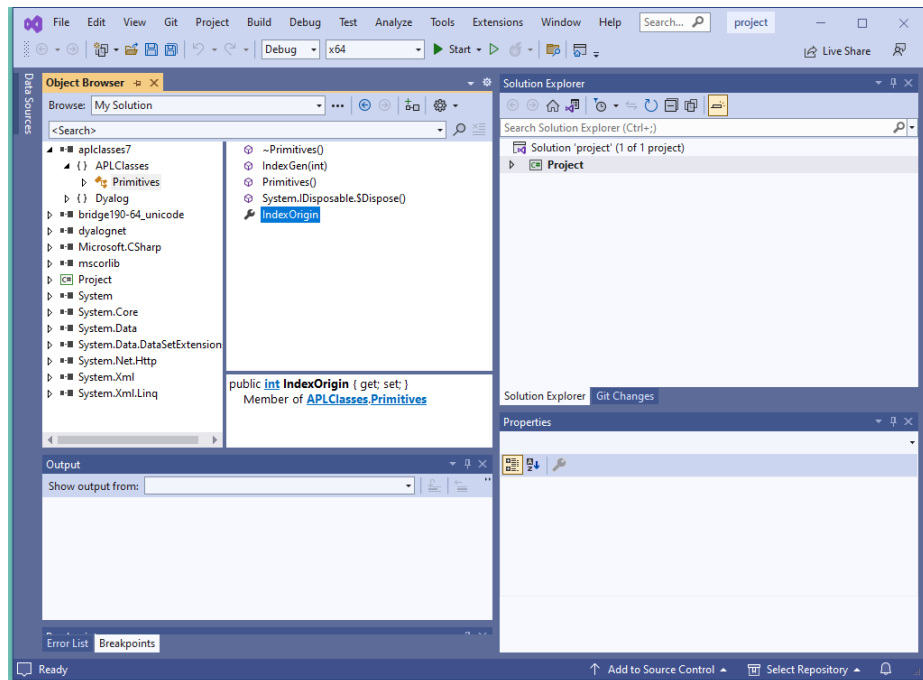 File Edit View Git Project Build Debug Test Analyze Tools Extensions Window Help Search... project
Debug x64 Start Live Share
Data Sources
Object Browser
Browse: My Solution
<Search>
aplclasses7
{ } APLClasses
Primitives
{ } Dyalog
bridge190-64_unicode
dyalognet
Microsoft.CSharp
mscorlib
C# Project
System
System.Core
System.Data
System.Data.DataSetExtension
System.Net.Http
System.Xml
System.Xml.Linq
~Primitives()
IndexGen(int)
Primitives()
System.IDisposable.$Dispose()
IndexOrigin
public int IndexOrigin { get; set; }
Member of APLClasses.Primitives
Output
Show output from:
Error List Breakpoints
Solution Explorer
Search Solution Explorer (Ctrl+;)
Solution 'project' (1 of 1 project)
C# Project
Solution Explorer Git Changes
Properties
Ready Add to Source Control Select Repository